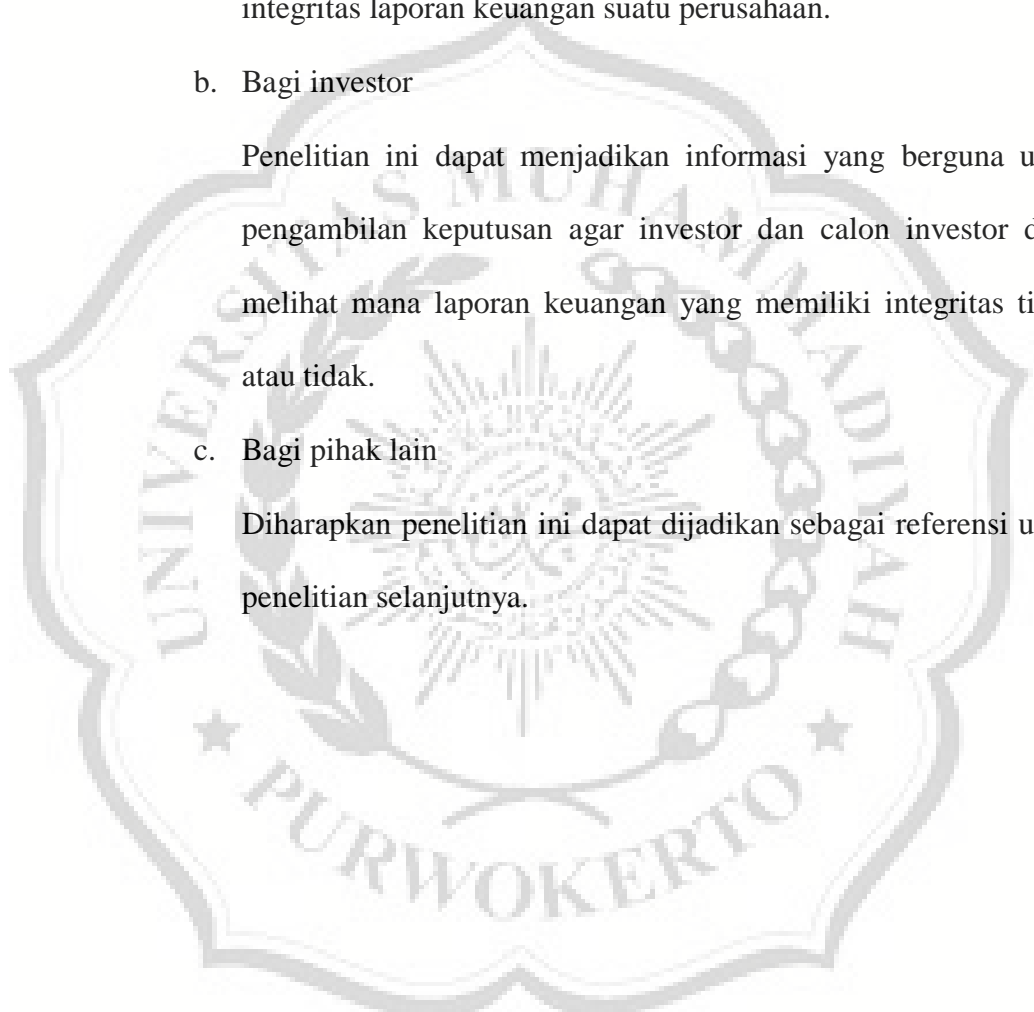 integritas laporan keuangan suatu perusahaan.
b. Bagi investor
Penelitian ini dapat menjadikan informasi yang berguna u
pengambilan keputusan agar investor dan calon investor d
melihat mana laporan keuangan yang memiliki integritas ti
atau tidak.
c. Bagi pihak lain
Diharapkan penelitian ini dapat dijadikan sebagai referensi u
penelitian selanjutnya.
UNIVERSITAS MUHAMMADIYAH
PURWOKERTO